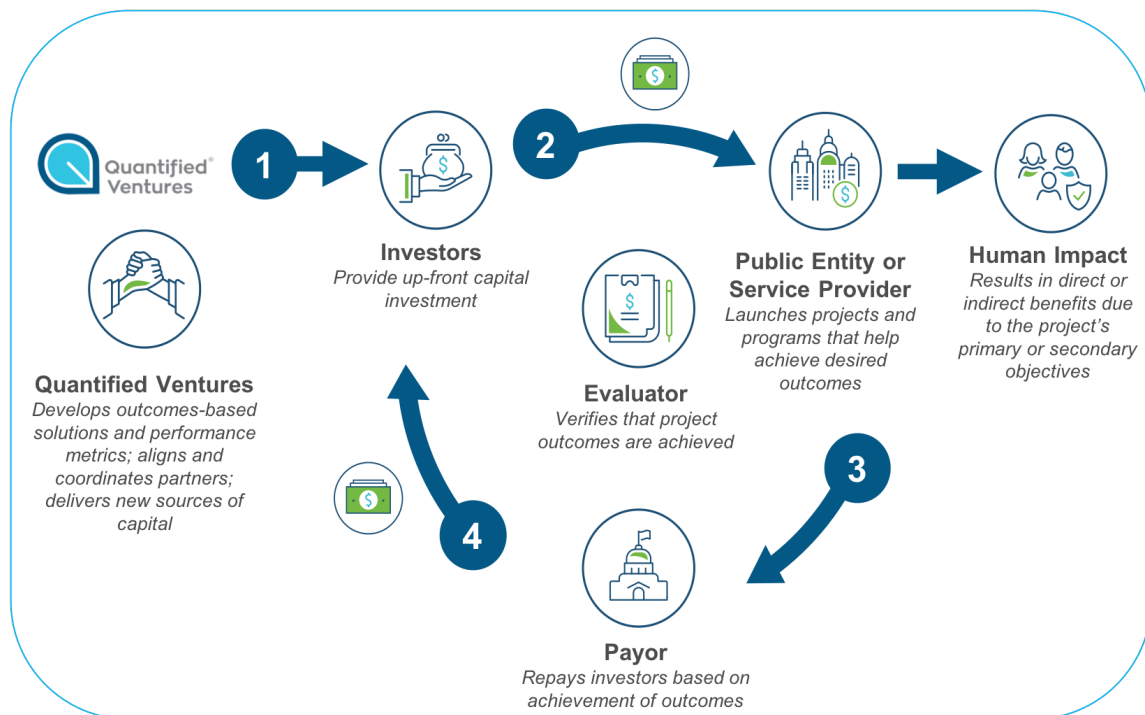 Quantified®
Ventures
1
2
Investors
Provide up-front capital
investment
Public Entity or
Service Provider
Launches projects and
programs that help
achieve desired
outcomes
Human Impact
Results in direct or
indirect benefits due
to the project's
primary or secondary
objectives
Quantified Ventures
Develops outcomes-based
solutions and performance
metrics; aligns and
coordinates partners;
delivers new sources of
capital
Evaluator
Verifies that project
outcomes are achieved
3
4
Payor
Repays investors based on
achievement of outcomes
$
$
$
$
$